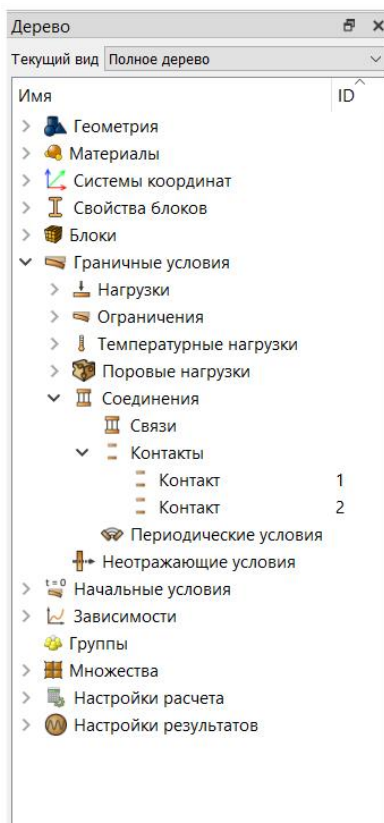 Дерево
Текущий вид Полное дерево
Имя ID
Геометрия
Материалы
Системы координат
Свойства блоков
Блоки
Граничные условия
Нагрузки
Ограничения
Температурные нагрузки
Поровые нагрузки
Соединения
Связи
Контакты
Контакт 1
Контакт 2
Периодические условия
Неотражающие условия
t=0 Начальные условия
Зависимости
Группы
Множества
Настройки расчета
Настройки результатов